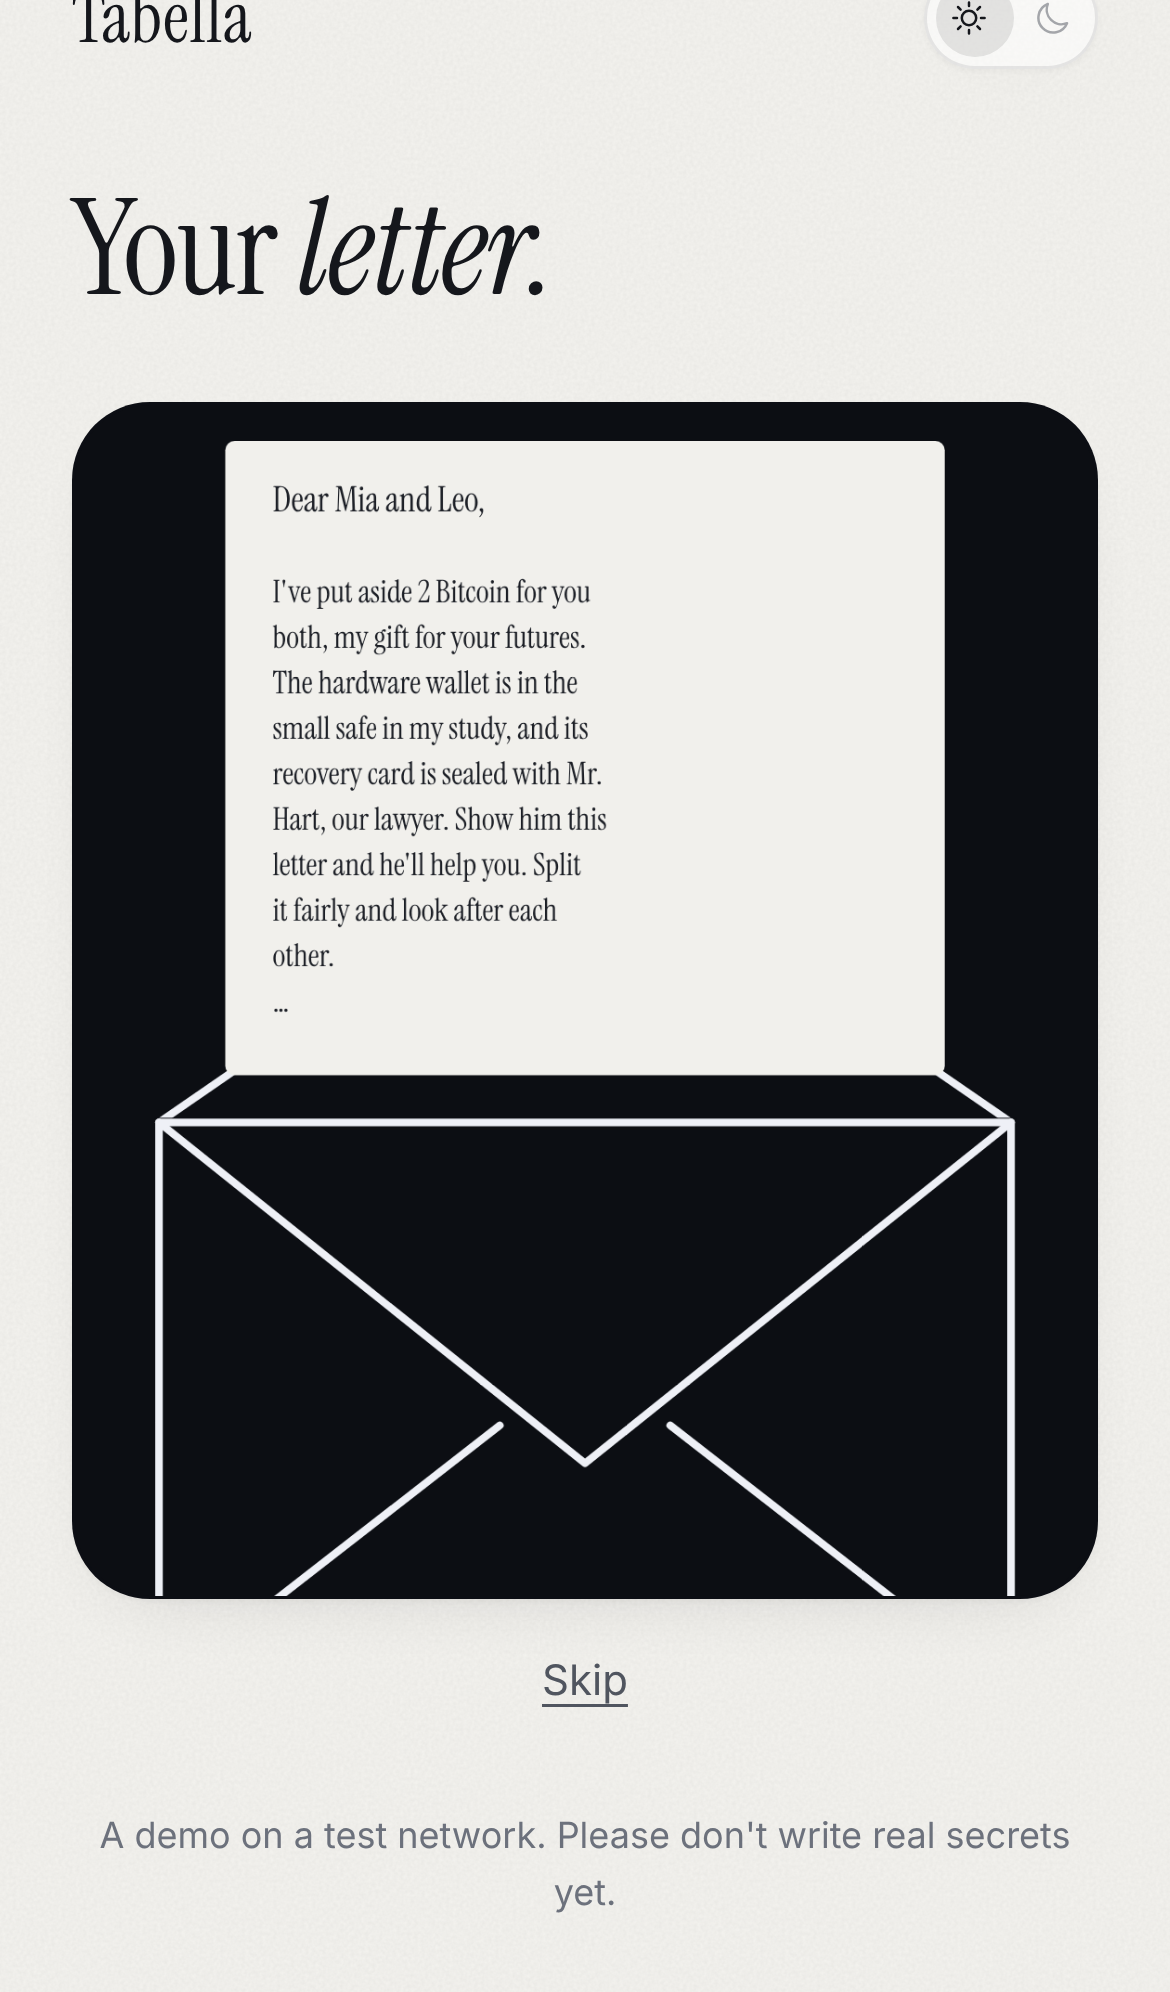 Tabella
Your letter.
Dear Mia and Leo,
I've put aside 2 Bitcoin for you
both, my gift for your futures.
The hardware wallet is in the
small safe in my study, and its
recovery card is sealed with Mr.
Hart, our lawyer. Show him this
letter and he'll help you. Split
it fairly and look after each
other.
...
Skip
A demo on a test network. Please don't write real secrets
yet.